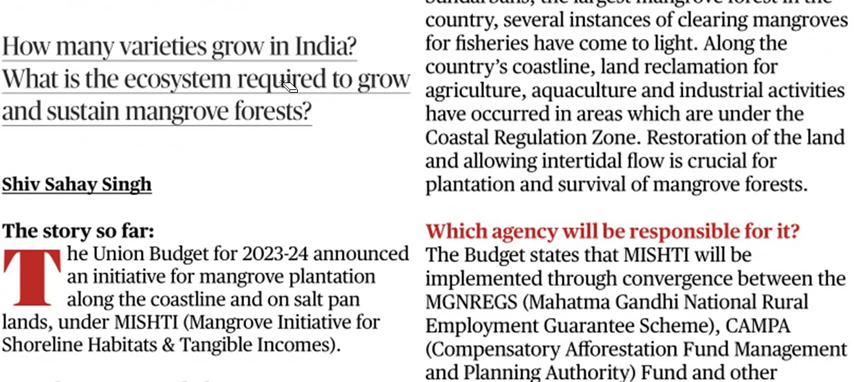 How many varieties grow in India?
What is the ecosystem required to grow
and sustain mangrove forests?
Shiv Sahay Singh
The story so far:
The Union Budget for 2023-24 announced
an initiative for mangrove plantation
along the coastline and on salt pan
lands, under MISHTI (Mangrove Initiative for
Shoreline Habitats & Tangible Incomes).
Sundarbans, the largest mangrove forest in the
country, several instances of clearing mangroves
for fisheries have come to light. Along the
country's coastline, land reclamation for
agriculture, aquaculture and industrial activities
have occurred in areas which are under the
Coastal Regulation Zone. Restoration of the land
and allowing intertidal flow is crucial for
plantation and survival of mangrove forests.
Which agency will be responsible for it?
The Budget states that MISHTI will be
implemented through convergence between the
MGNREGS (Mahatma Gandhi National Rural
Employment Guarantee Scheme), CAMPA
(Compensatory Afforestation Fund Management
and Planning Authority) Fund and other